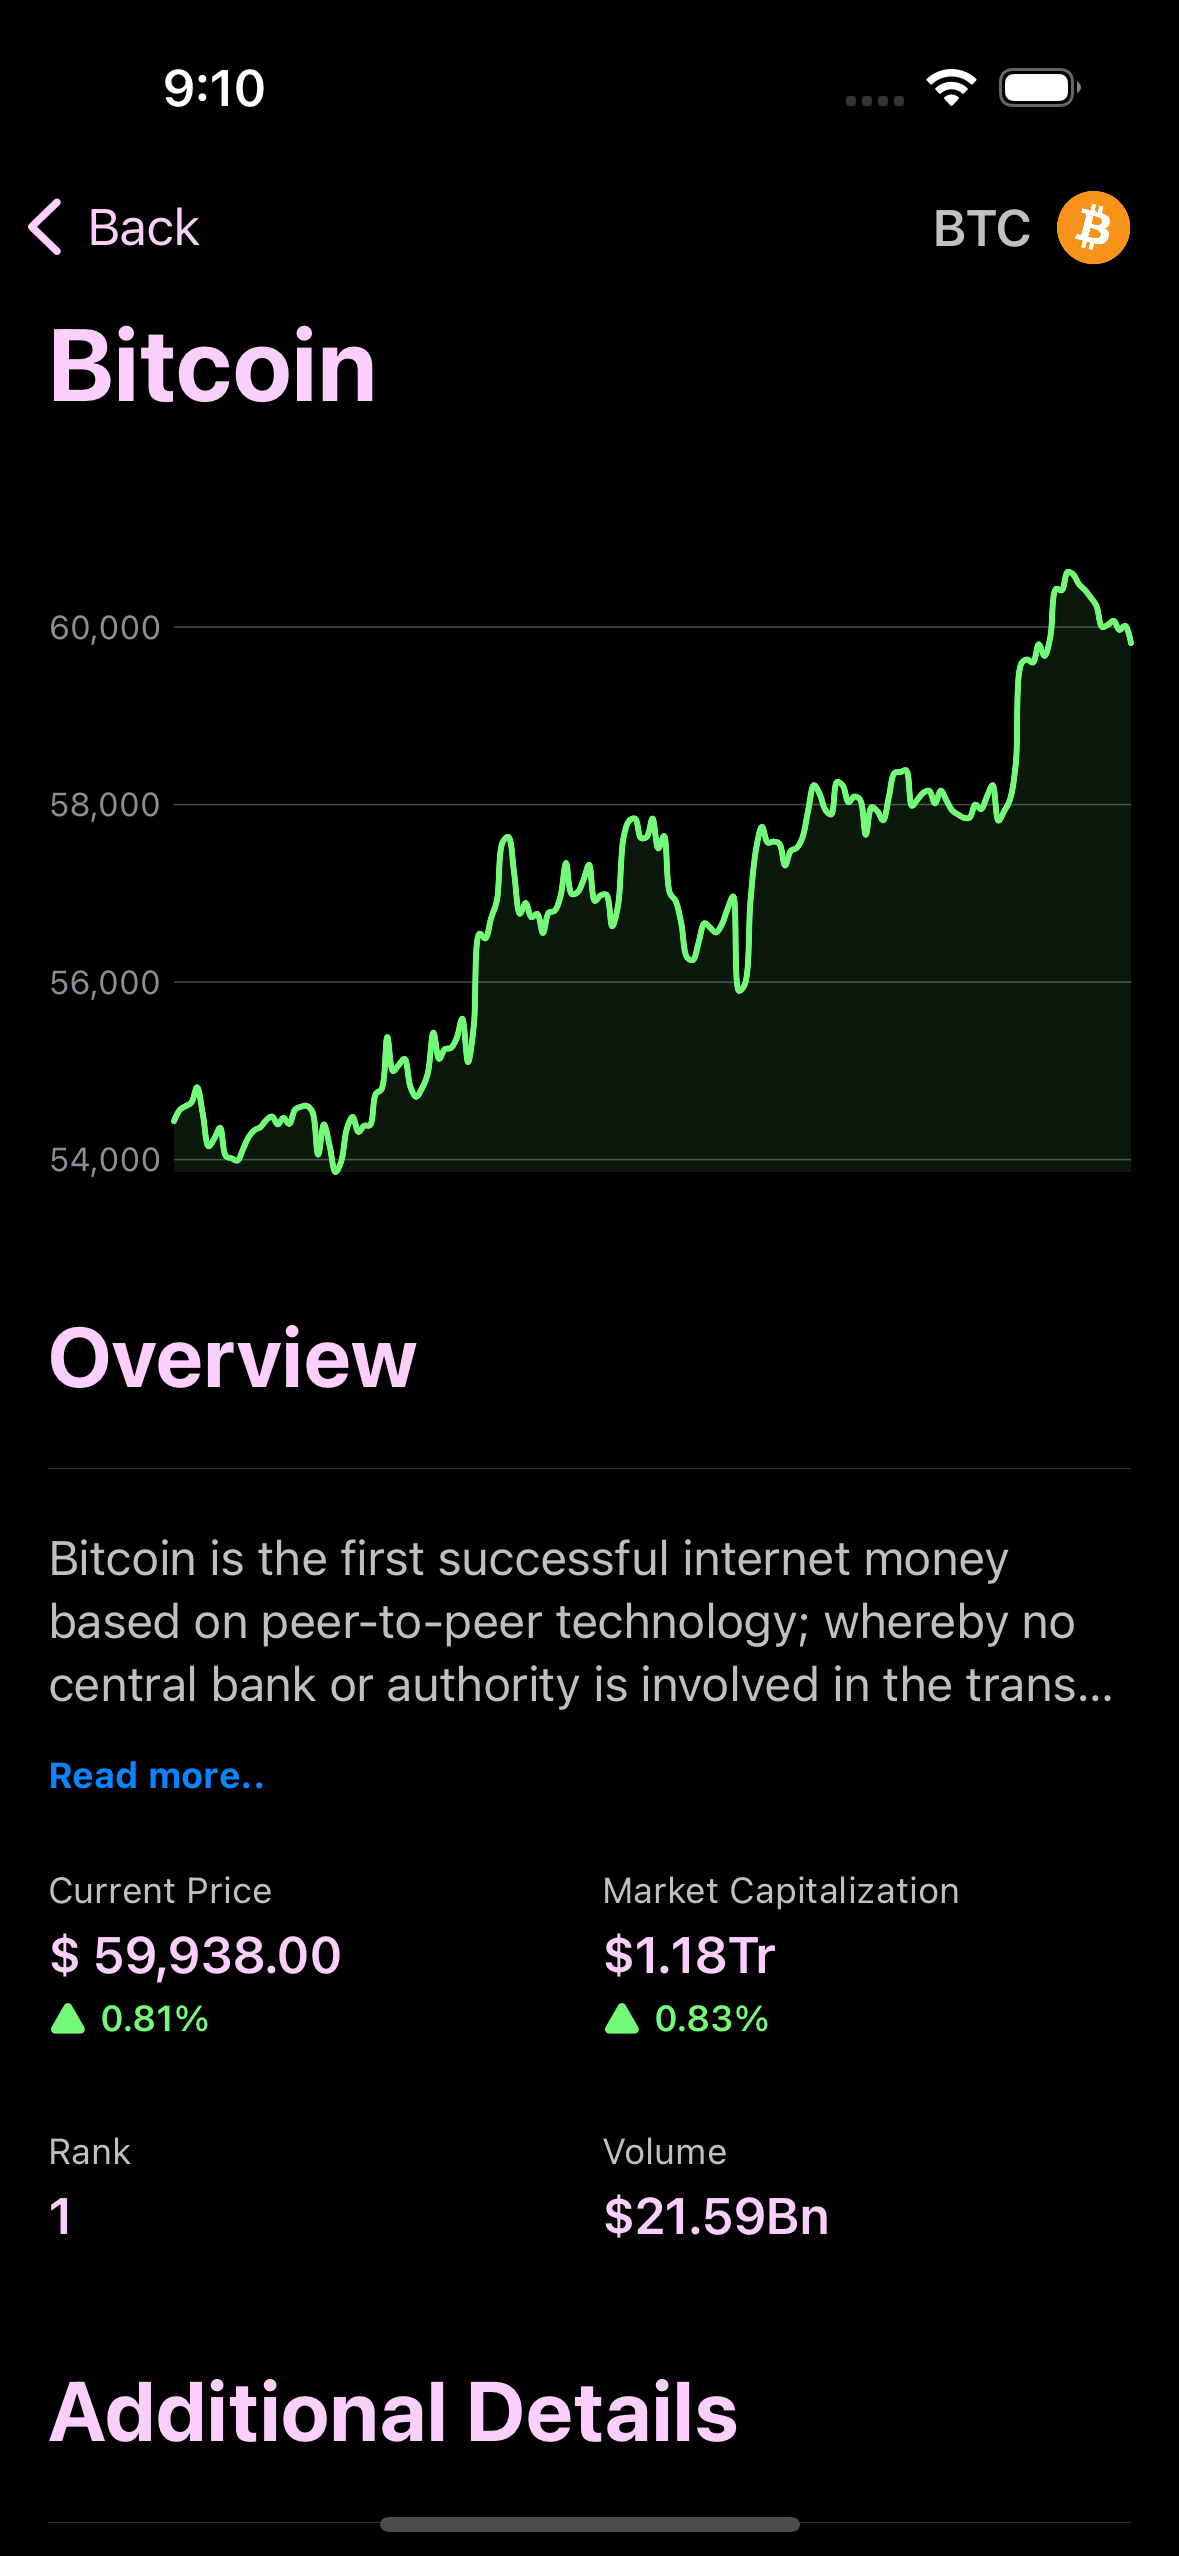 9:10
Back
BTC
Bitcoin
60,000
58,000
56,000
54,000
Overview
Bitcoin is the first successful internet money
based on peer-to-peer technology; whereby no
central bank or authority is involved in the trans...
Read more..
Current Price
$ 59,938.00
0.81%
Market Capitalization
$1.18Tr
0.83%
Rank
1
Volume
$21.59Bn
Additional Details